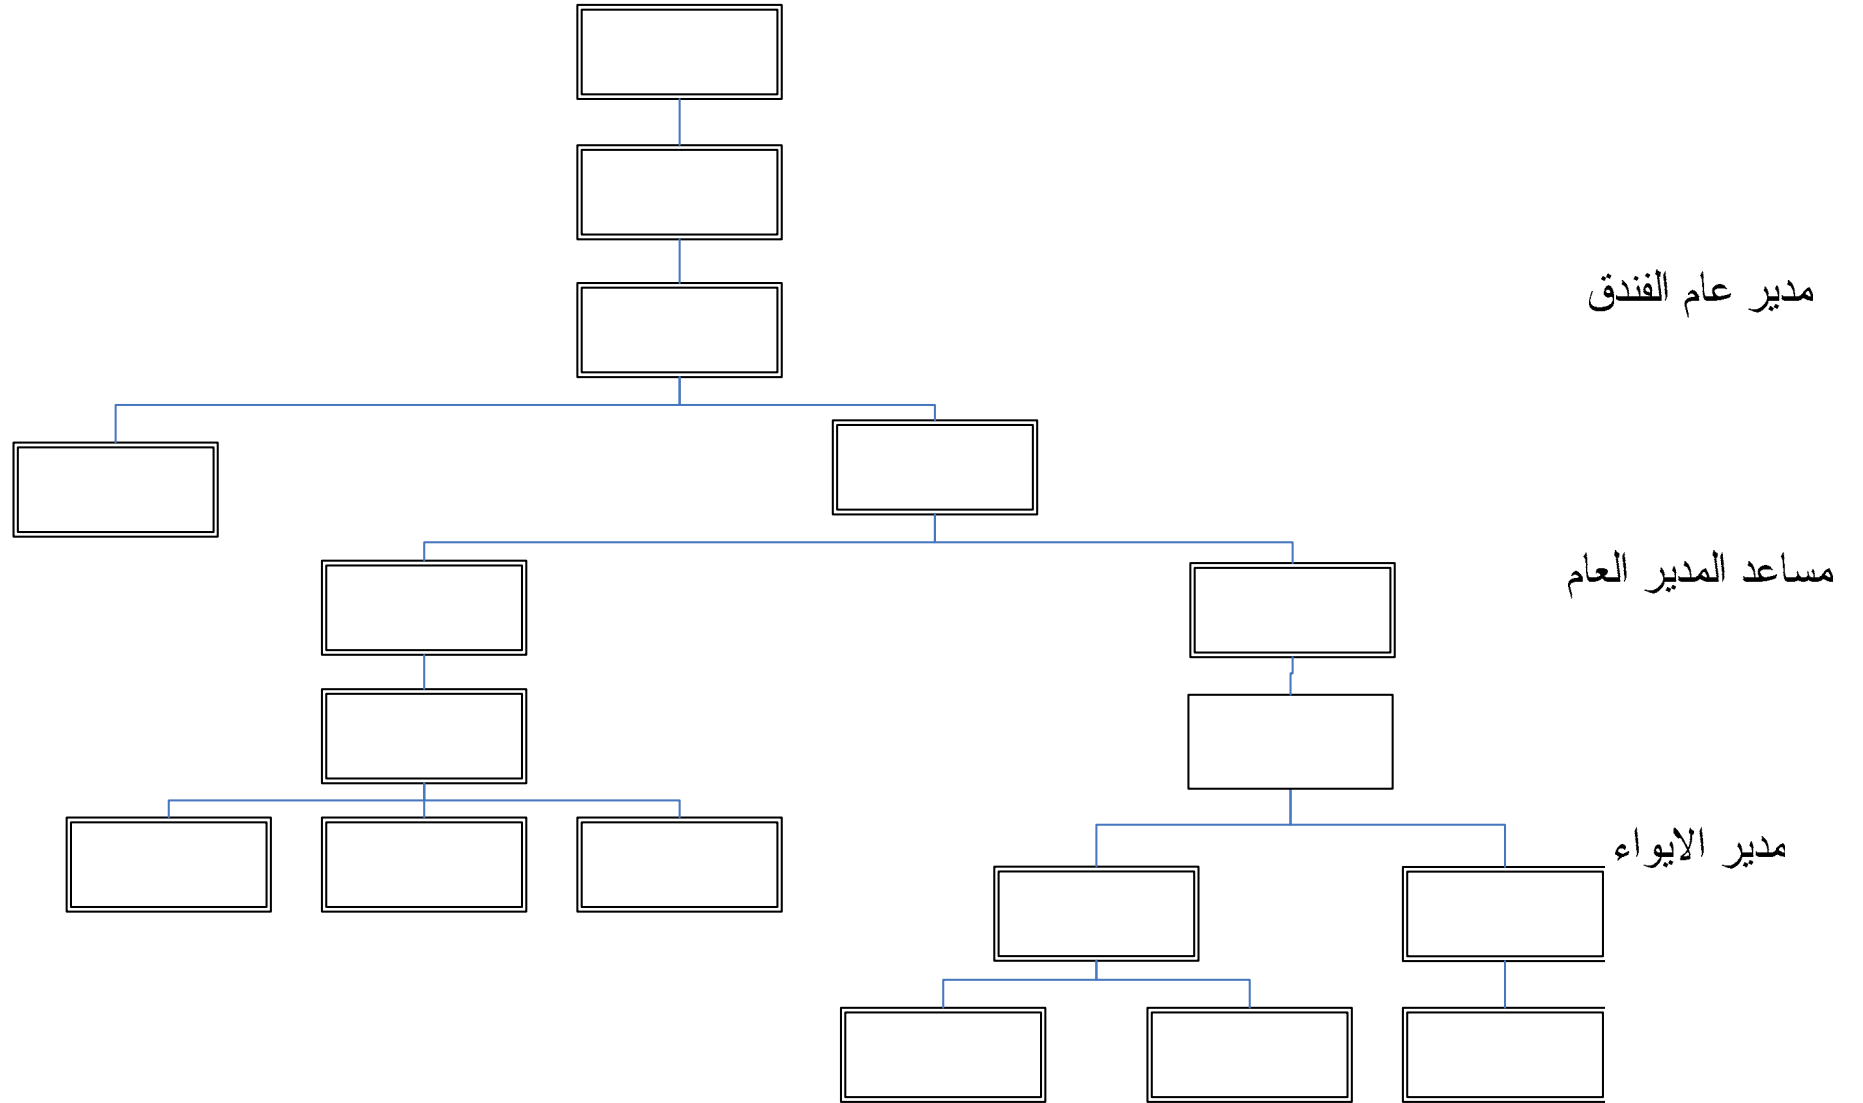 مدير عام الفندق
مساعد المدير العام
مدير الايواء